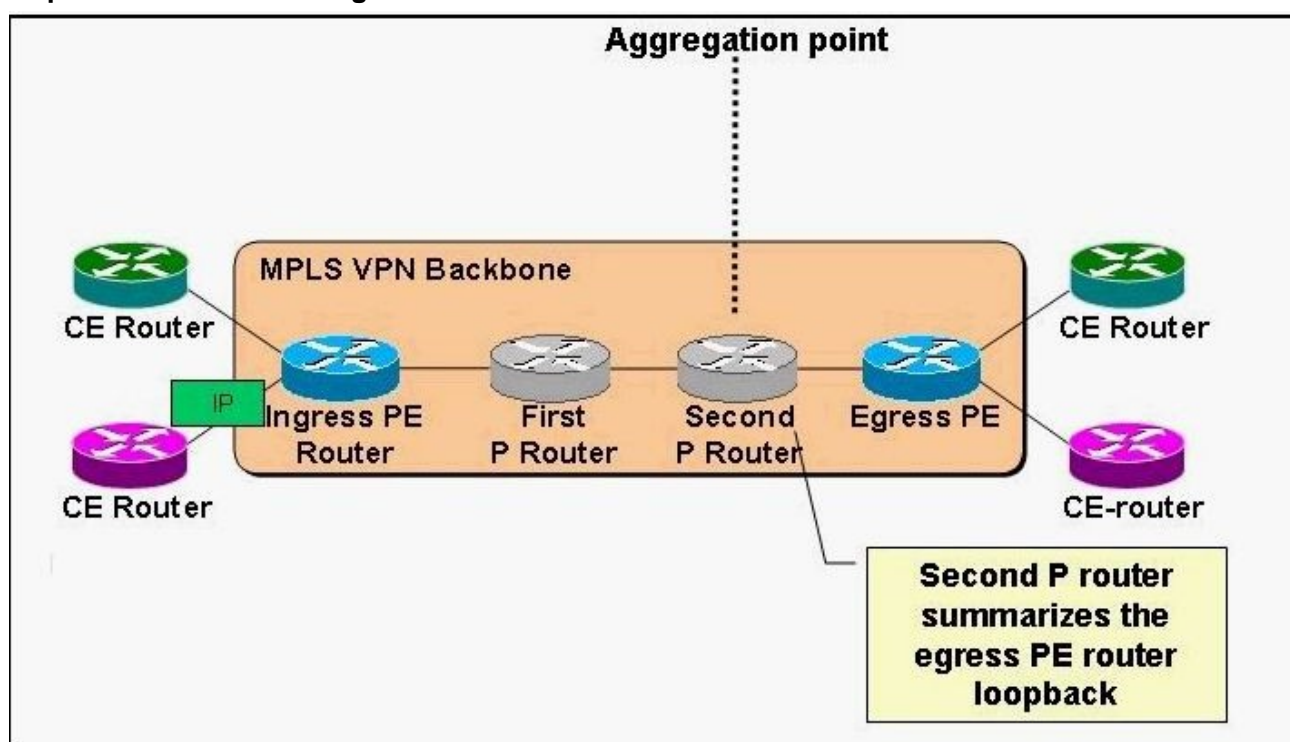 Aggregation point
MPLS VPN Backbone
CE Router
CE Router
IP
Ingress PE
Router
First
P Router
Second
P Router
Egress PE
CE Router
CE-router
Second P router
summarizes the
egress PE router
loopback